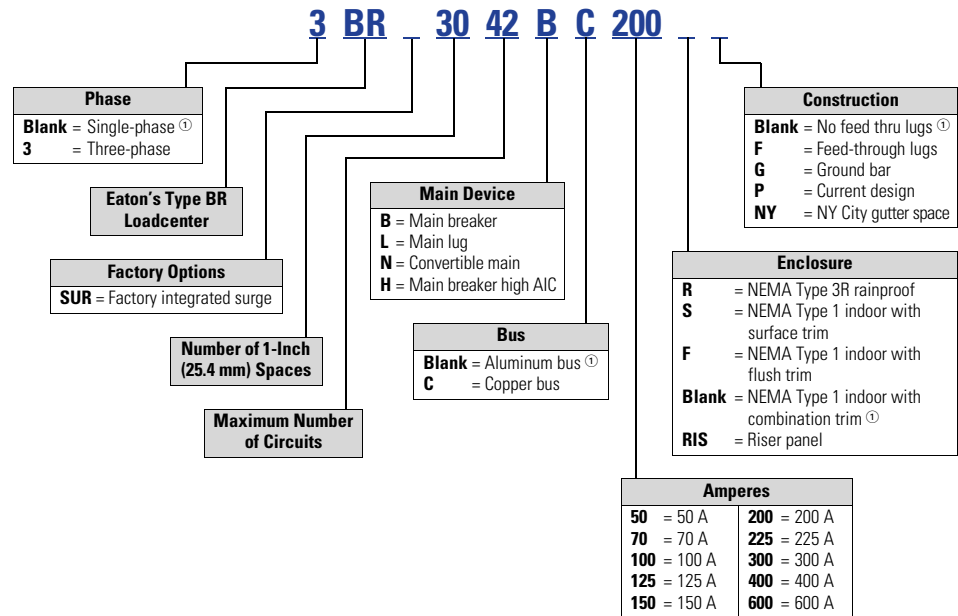 3 BR _ 30 42 B C 200 _ _
Phase
Blank = Single-phase ①
3 = Three-phase
Eaton's Type BR
Loadcenter
Factory Options
SUR = Factory integrated surge
Number of 1-Inch
(25.4 mm) Spaces
Maximum Number
of Circuits
Main Device
B = Main breaker
L = Main lug
N = Convertible main
H = Main breaker high AIC
Bus
Blank = Aluminum bus ①
C = Copper bus
Construction
Blank = No feed thru lugs ①
F = Feed-through lugs
G = Ground bar
P = Current design
NY = NY City gutter space
Enclosure
R = NEMA Type 3R rainproof
S = NEMA Type 1 indoor with
surface trim
F = NEMA Type 1 indoor with
flush trim
Blank = NEMA Type 1 indoor with
combination trim ①
RIS = Riser panel
Amperes
50 = 50 A 200 = 200 A
70 = 70 A 225 = 225 A
100 = 100 A 300 = 300 A
125 = 125 A 400 = 400 A
150 = 150 A 600 = 600 A